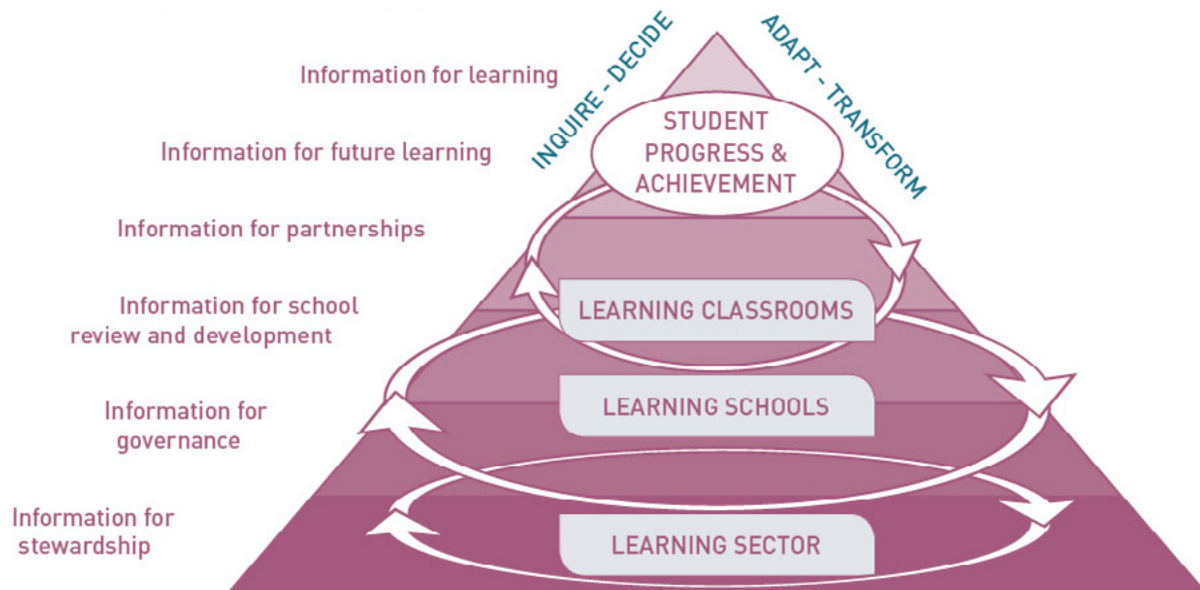 Information for learning
INQUIRE - DECIDE
ADAPT - TRANSFORM
Information for future learning
STUDENT
PROGRESS &
ACHIEVEMENT
Information for partnerships
Information for school
review and development
LEARNING CLASSROOMS
Information for
governance
LEARNING SCHOOLS
Information for
stewardship
LEARNING SECTOR